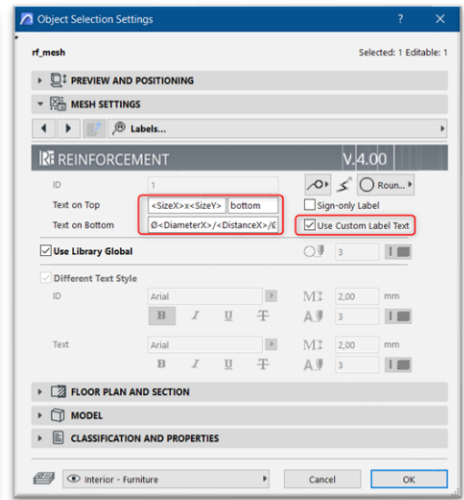 Object Selection Settings
rf_mesh
Selected: 1 Editable: 1
PREVIEW AND POSITIONING
MESH SETTINGS
Labels...
REINFORCEMENT V.4.00
ID 1 Roun...
Text on Top <SizeX>x<SizeY> bottom Sign-only Label
Text on Bottom Ø<DiameterX>/<DistanceX>/ Use Custom Label Text
Use Library Global 3
Different Text Style
ID Arial 2,00 mm
B I U T 3
Text Arial 2,00 mm
B I U T 3
FLOOR PLAN AND SECTION
MODEL
CLASSIFICATION AND PROPERTIES
Interior - Furniture Cancel OK